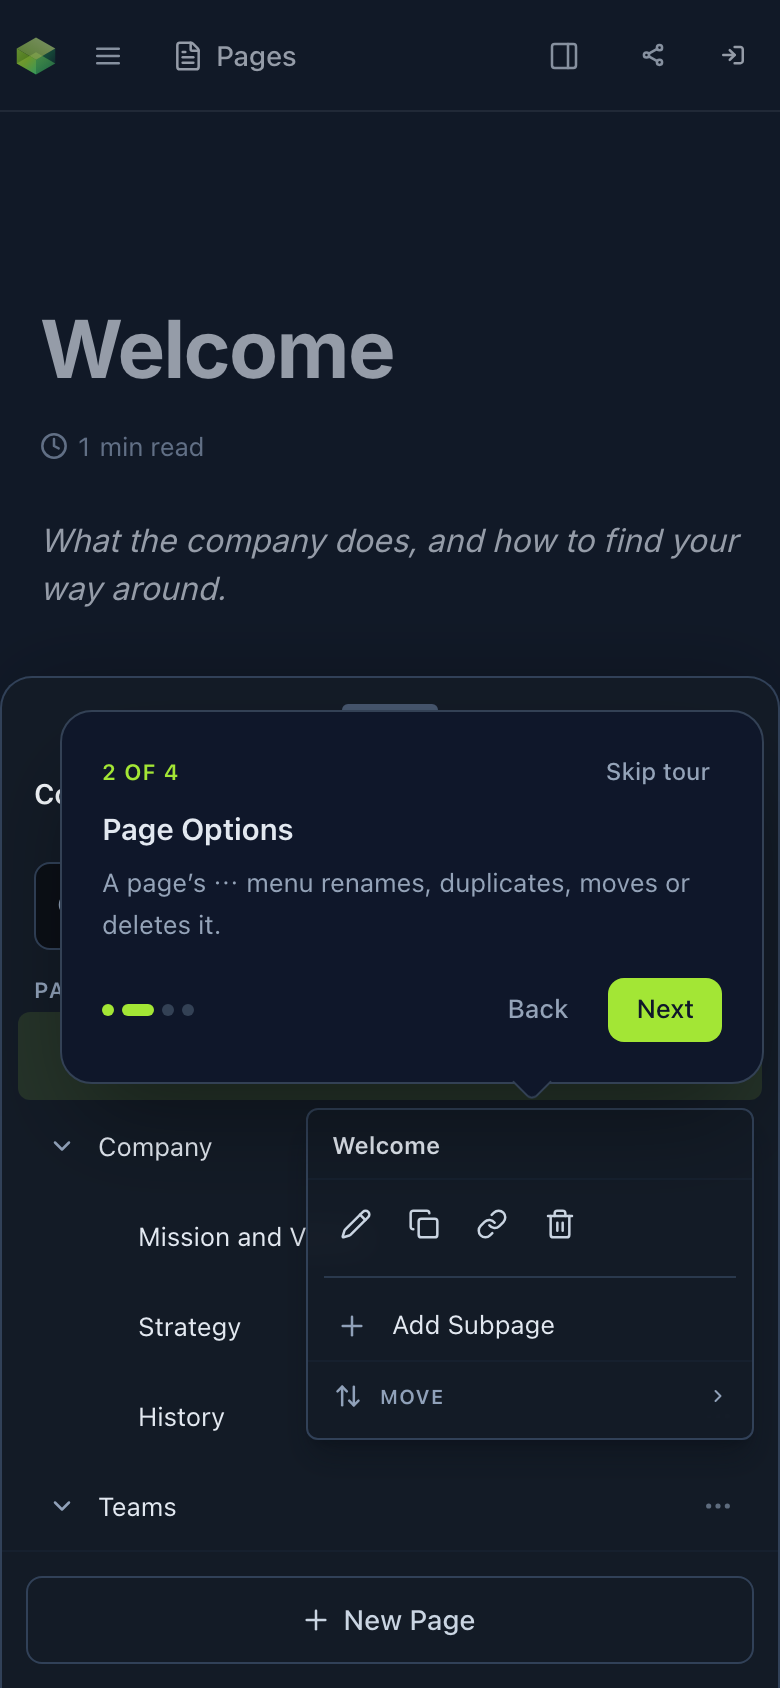 Pages
Welcome
1 min read
What the company does, and how to find your
way around.
2 OF 4
Skip tour
Page Options
A page’s ··· menu renames, duplicates, moves or
deletes it.
Back
Next
Welcome
Company
Mission and V
Add Subpage
Strategy
MOVE
History
Teams
New Page